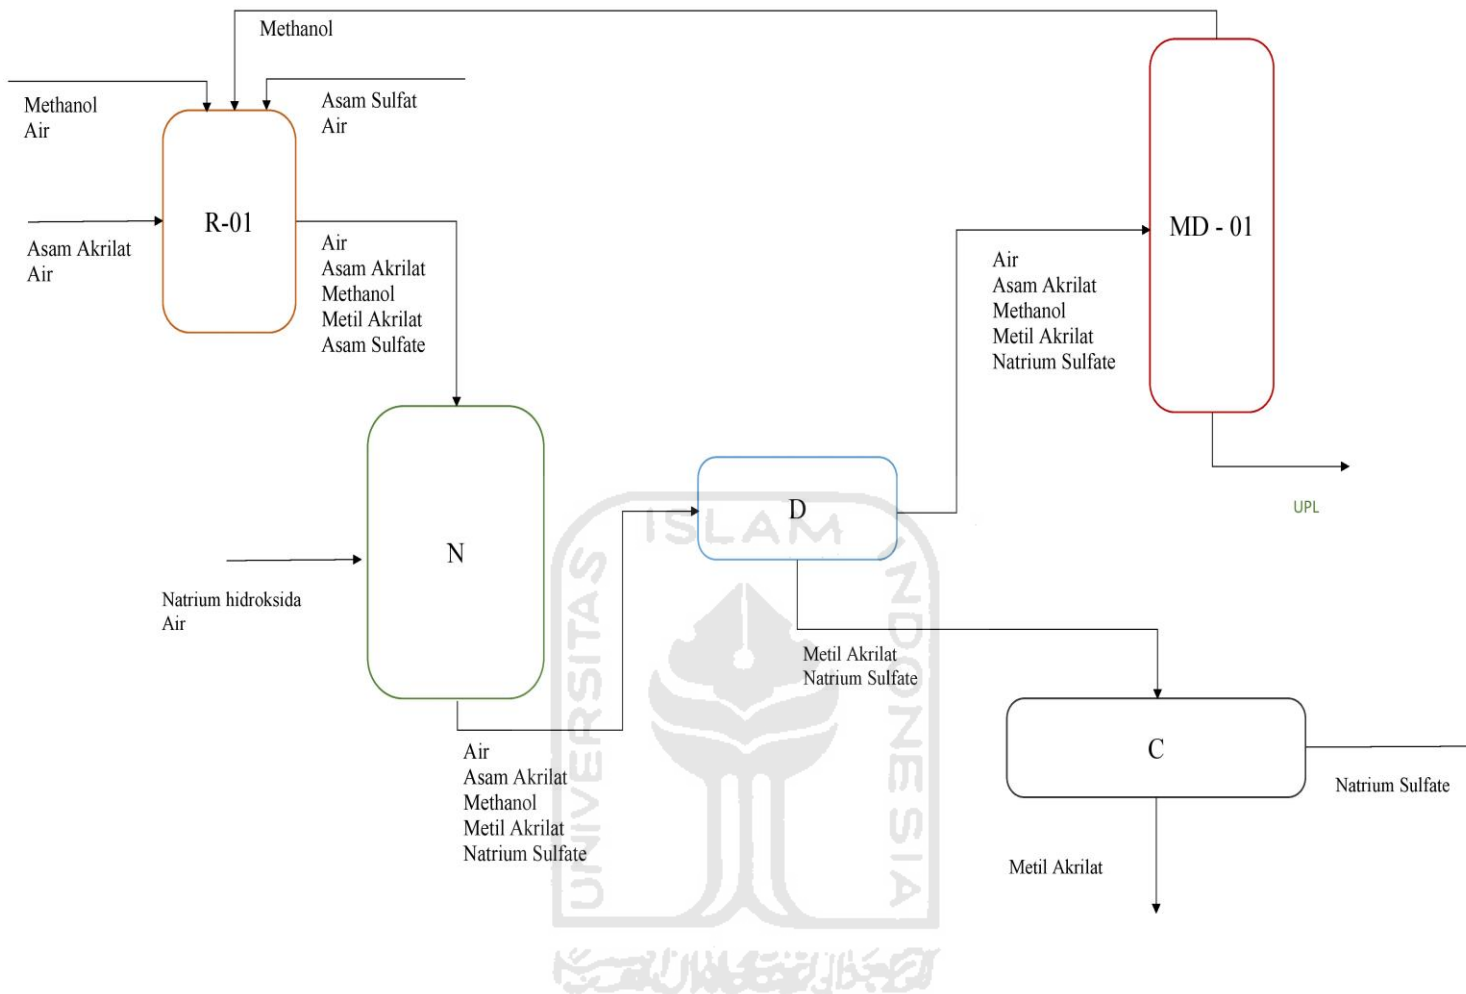 Methanol
Methanol
Air
Asam Sulfat
Air
R-01
Asam Akrilat
Air
Air
Asam Akrilat
Methanol
Metil Akrilat
Asam Sulfate
MD - 01
Air
Asam Akrilat
Methanol
Metil Akrilat
Natrium Sulfate
UPL
N
Natrium hidroksida
Air
D
Air
Asam Akrilat
Methanol
Metil Akrilat
Natrium Sulfate
Metil Akrilat
Natrium Sulfate
C
Natrium Sulfate
Metil Akrilat
UNIVERSITAS
ISLAM
INDONESIA